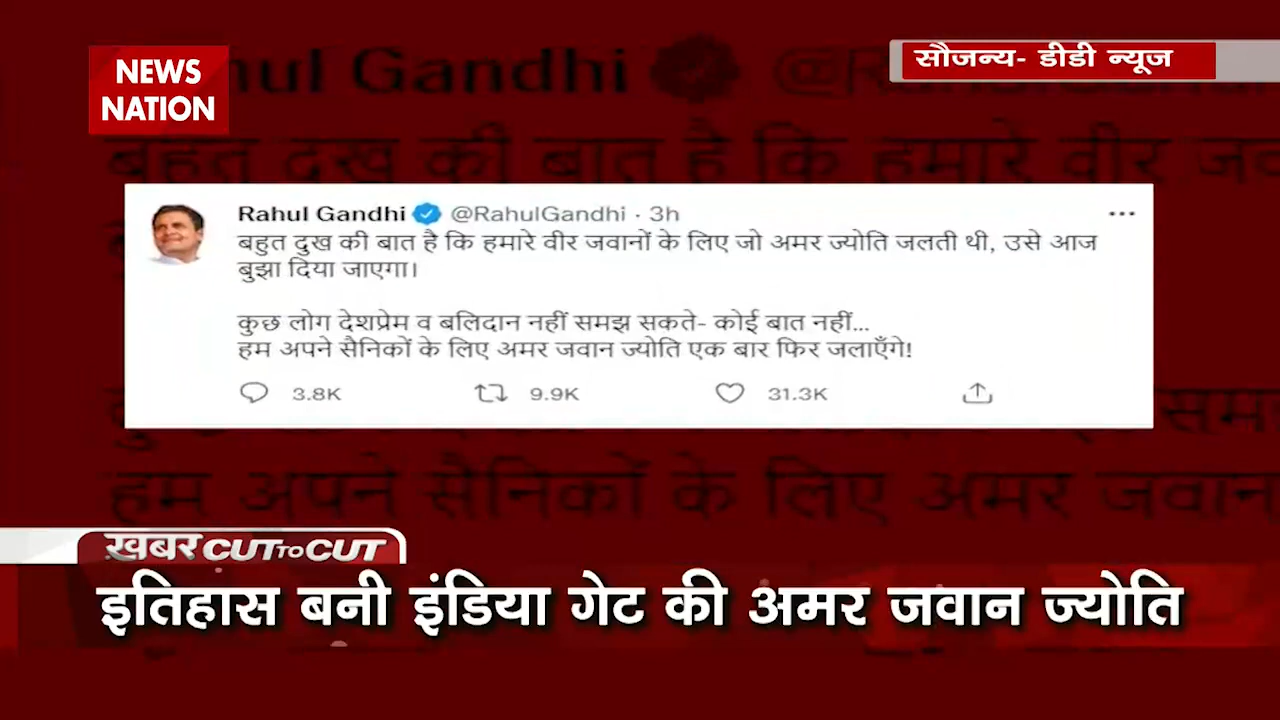 NEWS
NATION
सौजन्य- डीडी न्यूज
Rahul Gandhi @RahulGandhi · 3h
बहुत दुख की बात है कि हमारे वीर जवानों के लिए जो अमर ज्योति जलती थी, उसे आज
बुझा दिया जाएगा।
कुछ लोग देशप्रेम व बलिदान नहीं समझ सकते- कोई बात नहीं...
हम अपने सैनिकों के लिए अमर जवान ज्योति एक बार फिर जलाएँगे!
3.8K 9.9K 31.3K
ख़बर CUT TO CUT
इतिहास बनी इंडिया गेट की अमर जवान ज्योति